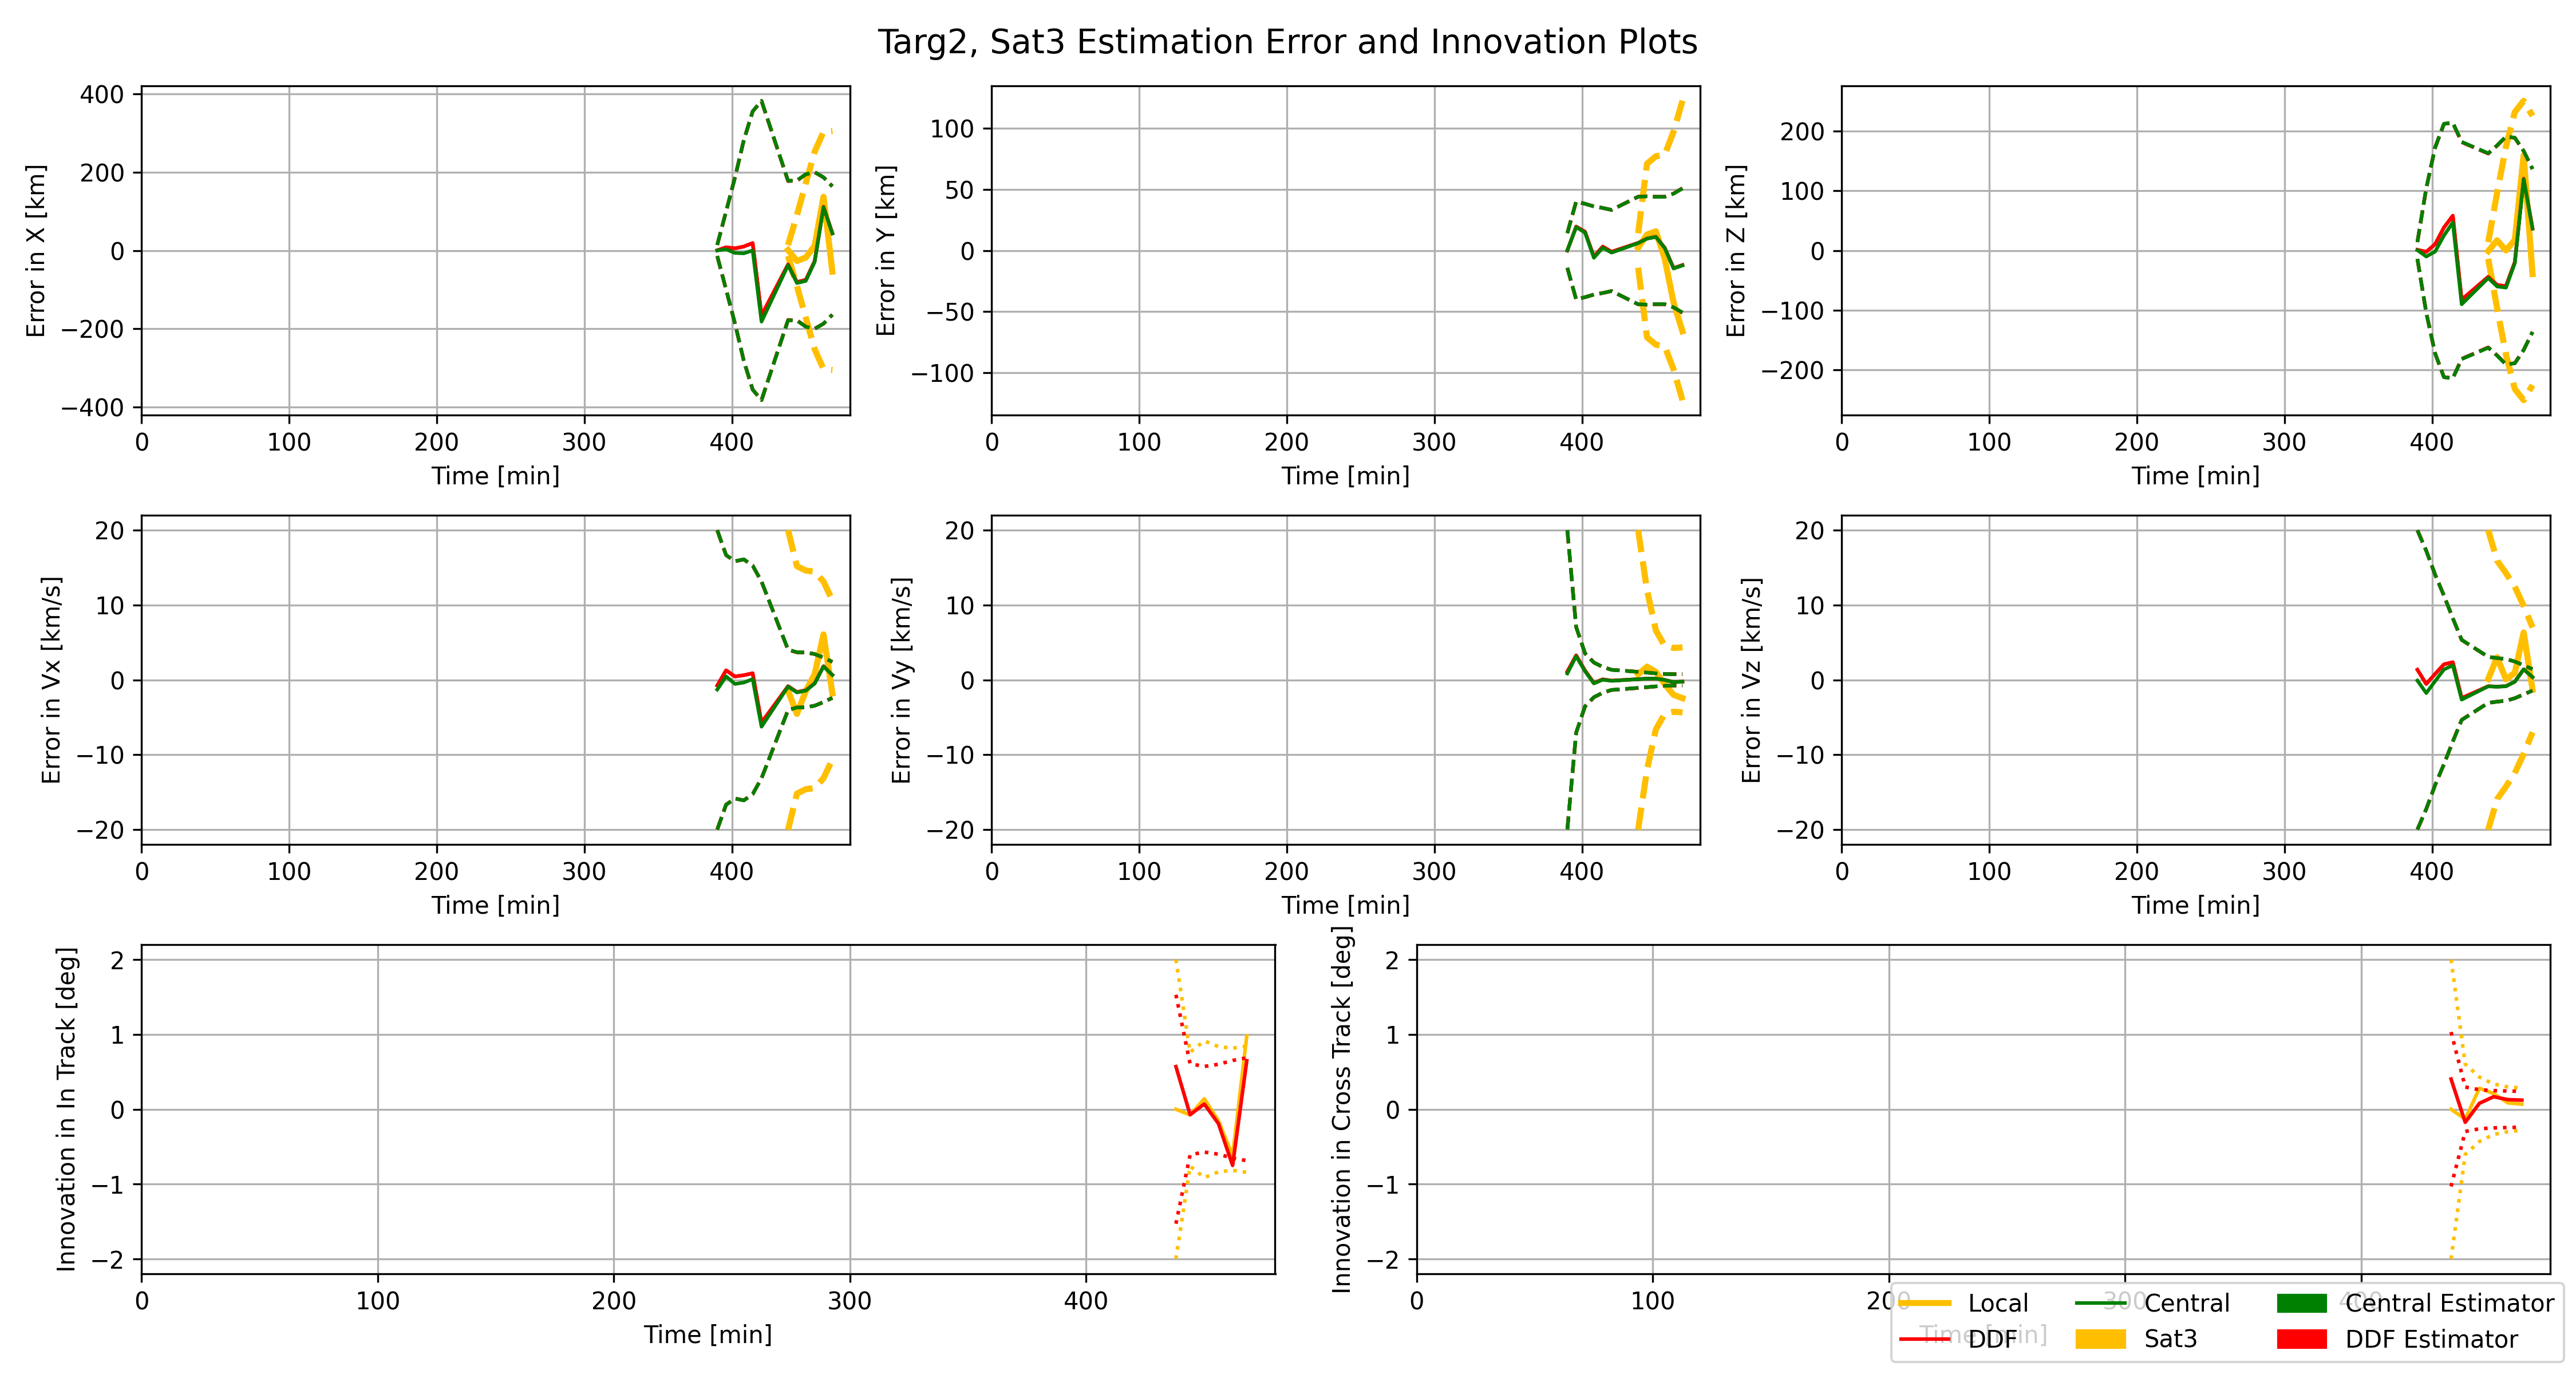 Targ2, Sat3 Estimation Error and Innovation Plots
Error in X [km]
400
200
0
−200
−400
0 100 200 300 400
Time [min]
Error in Y [km]
100
50
0
−50
−100
0 100 200 300 400
Time [min]
Error in Z [km]
200
100
0
−100
−200
0 100 200 300 400
Time [min]
Error in Vx [km/s]
20
10
0
−10
−20
0 100 200 300 400
Time [min]
Error in Vy [km/s]
20
10
0
−10
−20
0 100 200 300 400
Time [min]
Error in Vz [km/s]
20
10
0
−10
−20
0 100 200 300 400
Time [min]
Innovation in In Track [deg]
2
1
0
−1
−2
0 100 200 300 400
Time [min]
Innovation in Cross Track [deg]
2
1
0
−1
−2
0 100 200 300 400
Time [min]
Local Central Central Estimator
DDF Sat3 DDF Estimator